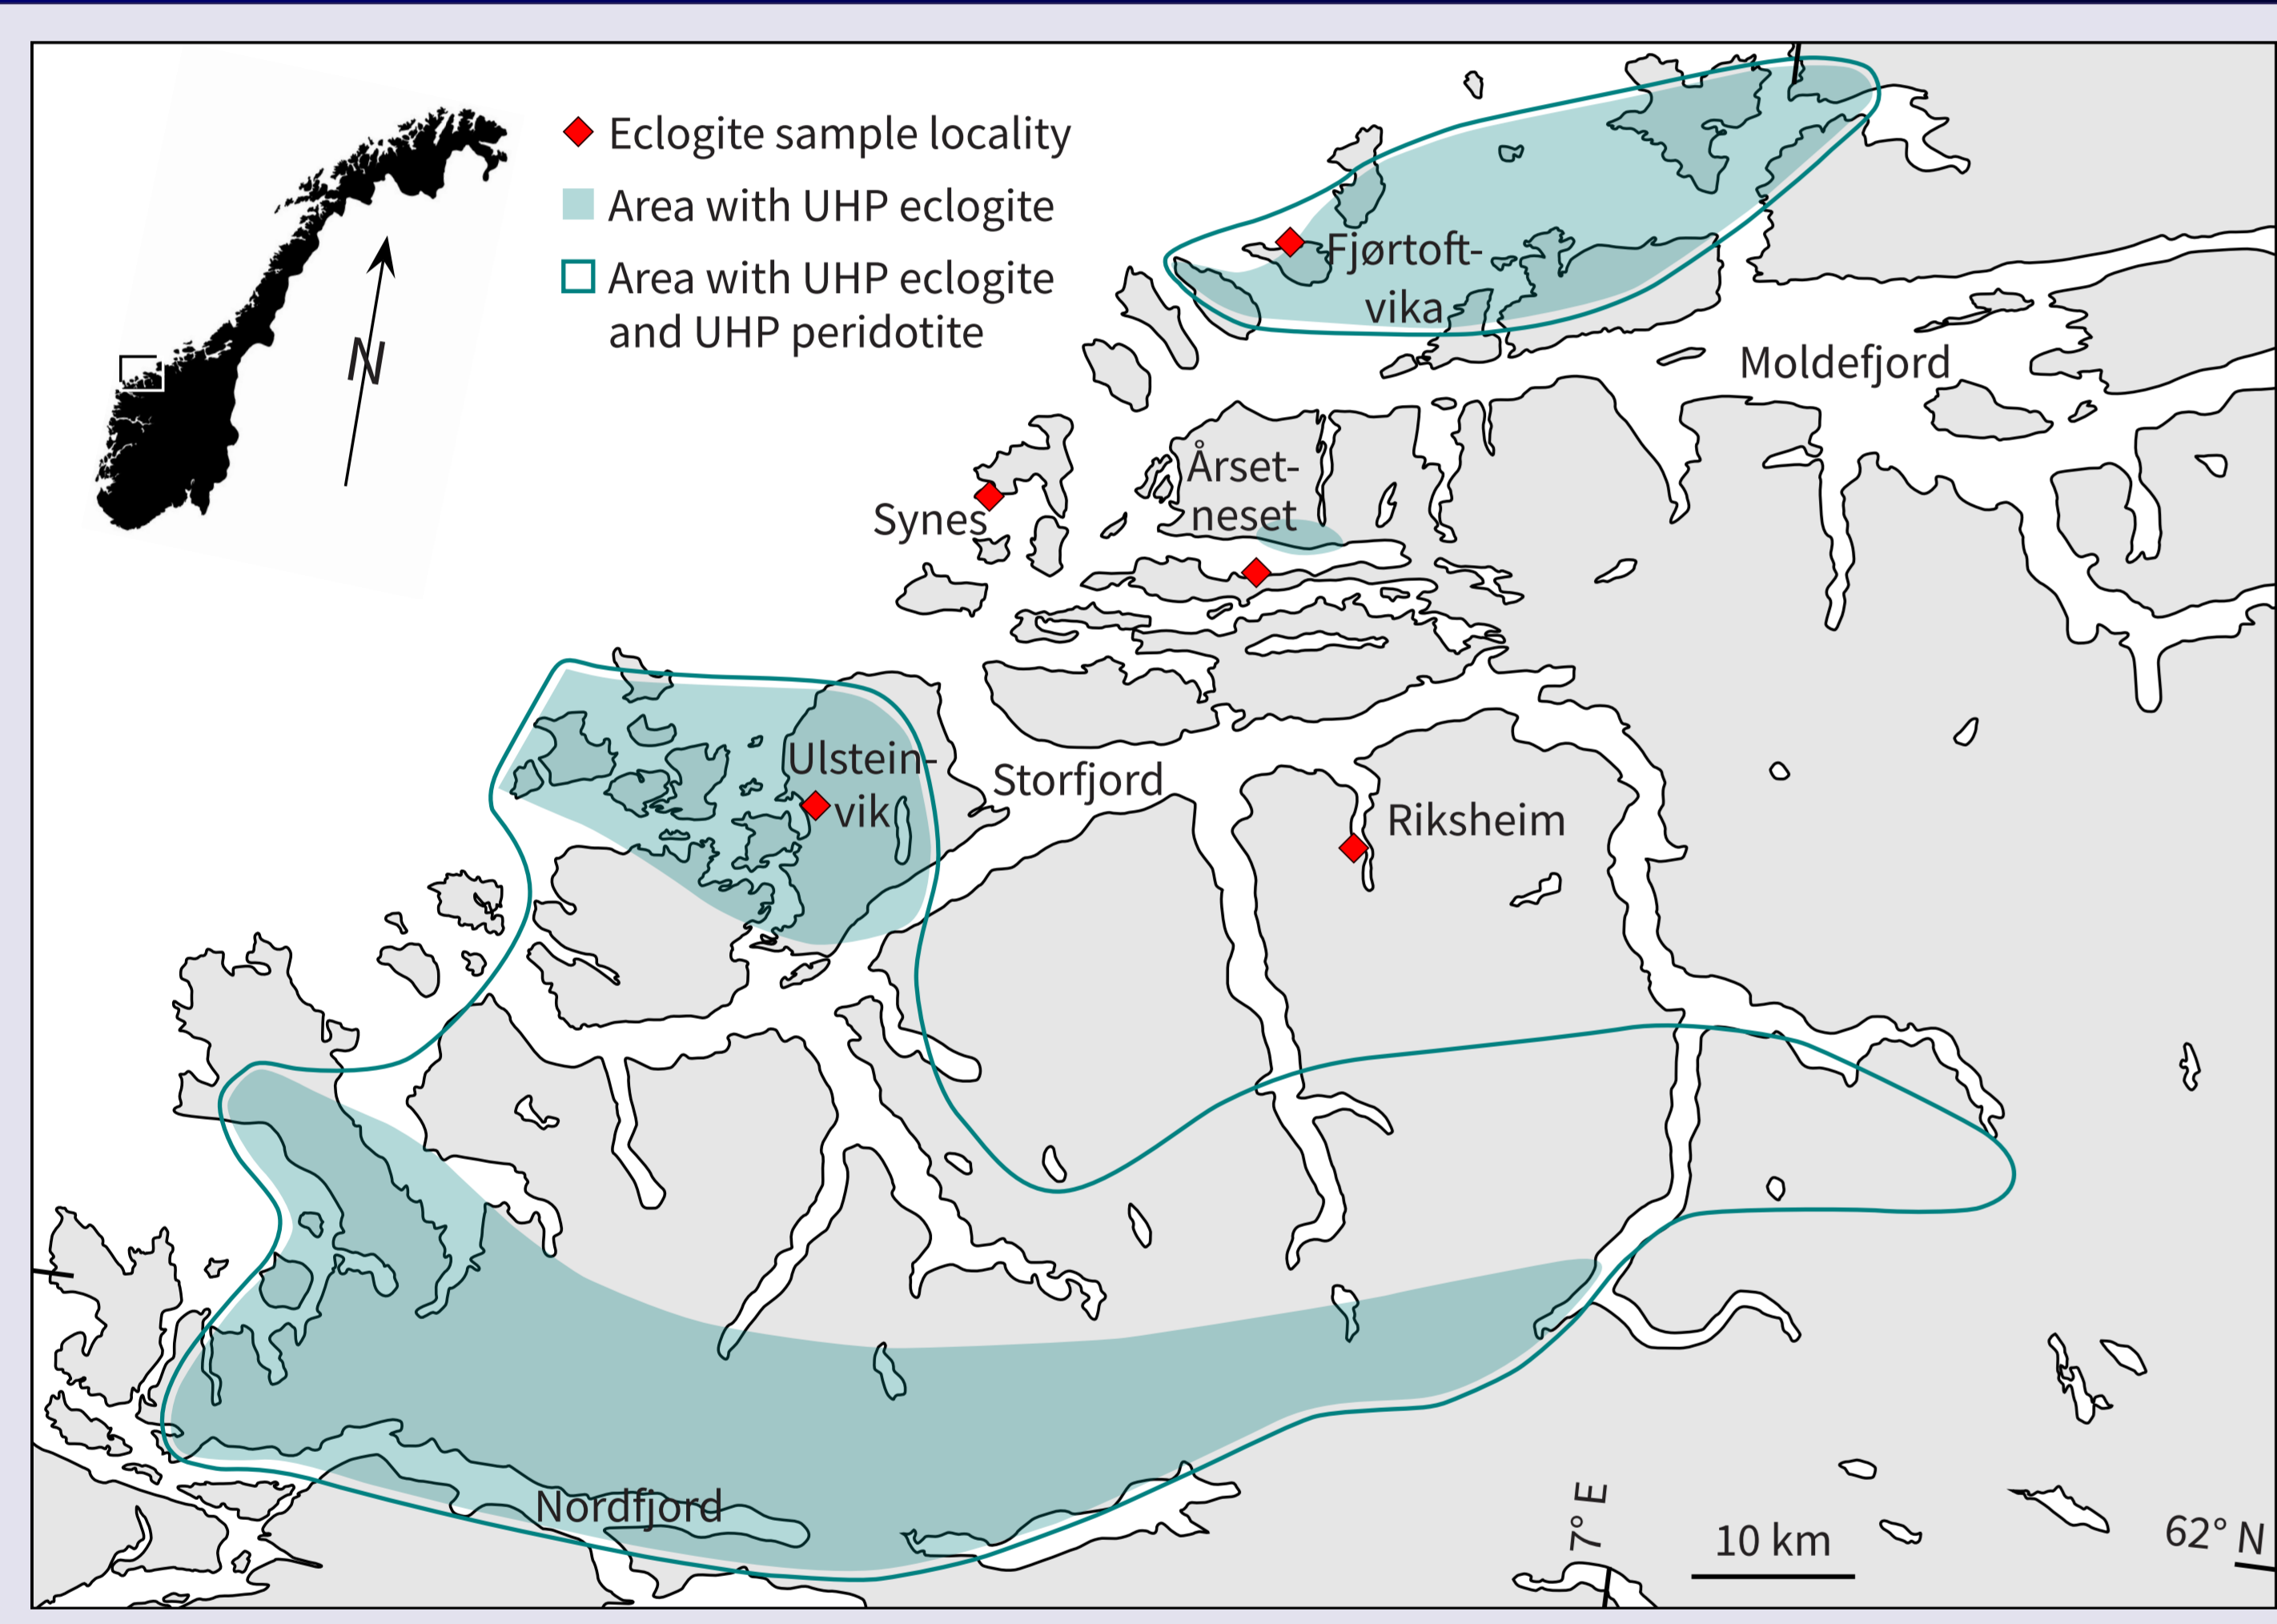 Eclogite sample locality
Area with UHP eclogite
Area with UHP eclogite
and UHP peridotite
N
Fjørtoft-
vika
Moldefjord
Årset-
neset
Synes
Ulstein-
vik
Storfjord
Riksheim
Nordfjord
7° E
10 km
62° N